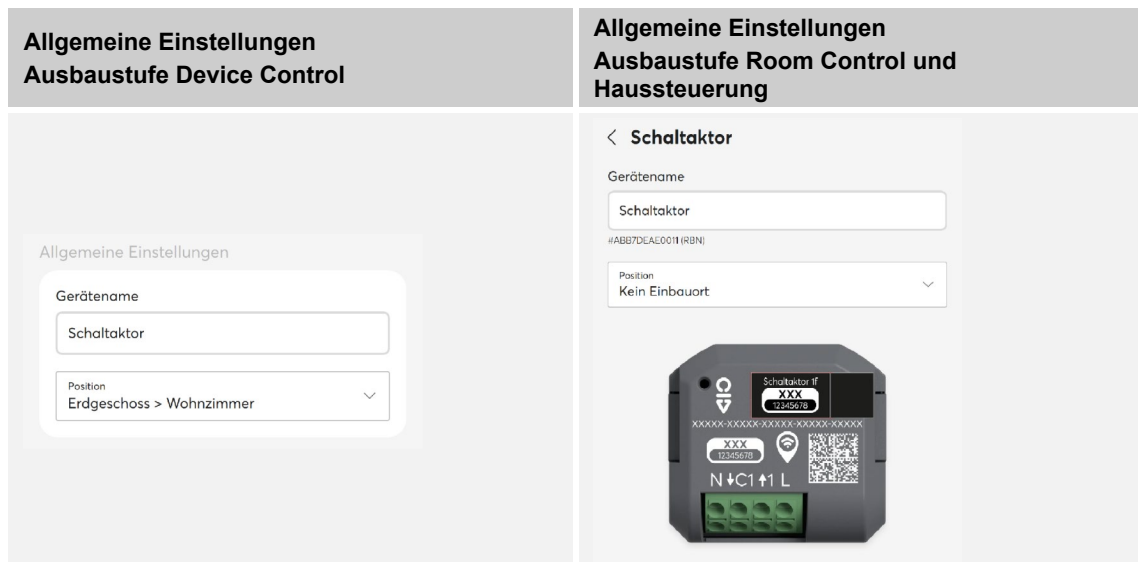 Allgemeine Einstellungen
Ausbaustufe Device Control
Allgemeine Einstellungen
Gerätename
Schaltaktor
Position
Erdgeschoss > Wohnzimmer
Allgemeine Einstellungen
Ausbaustufe Room Control und
Haussteuerung
< Schaltaktor
Gerätename
Schaltaktor
#ABB7DEAE0011 (RBN)
Position
Kein Einbauort
Schaltaktor 1f
XXX
12345678
XXXXX-XXXXX-XXXXX-XXXXX-XXXXX
XXX
12345678
N ↓C1 ↑1 L